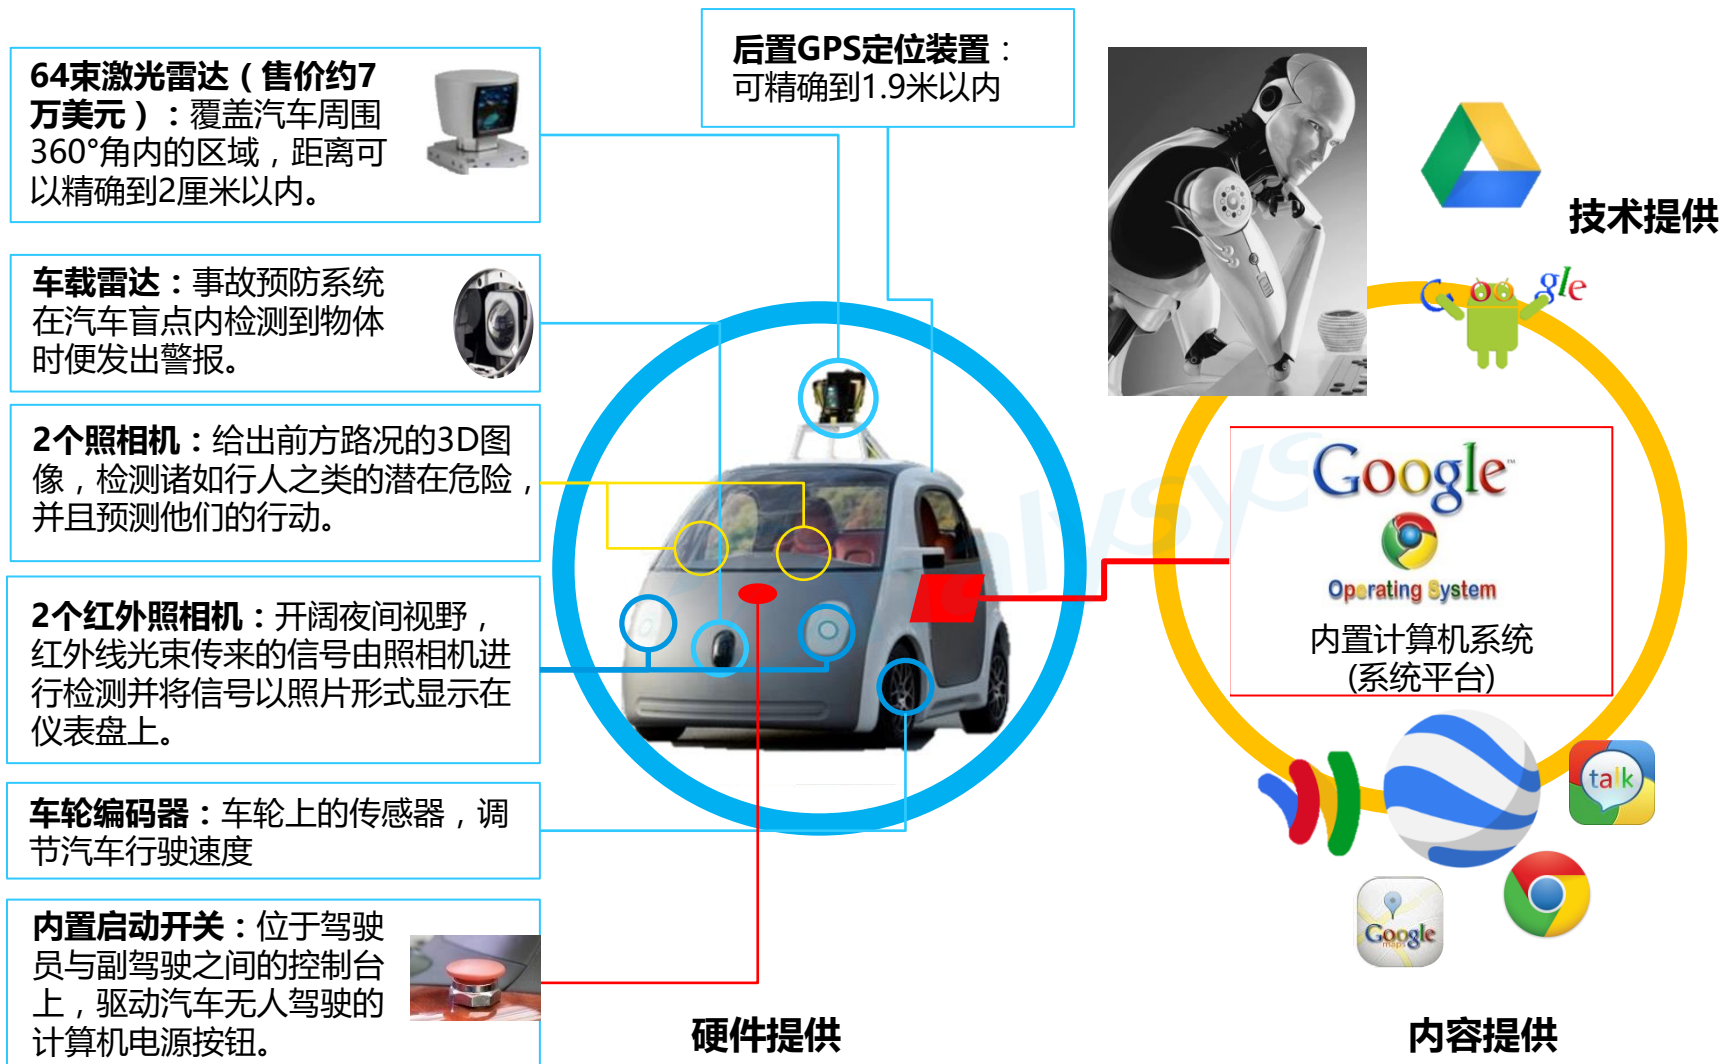 64束激光雷达（售价约7
万美元）：覆盖汽车周围
360°角内的区域，距离可
以精确到2厘米以内。
后置GPS定位装置：
可精确到1.9米以内
技术提供
车载雷达：事故预防系统
在汽车盲点内检测到物体
时便发出警报。
2个照相机：给出前方路况的3D图
像，检测诸如行人之类的潜在危险，
并且预测他们的行动。
Google™
Operating System
内置计算机系统
(系统平台)
2个红外照相机：开阔夜间视野，
红外线光束传来的信号由照相机进
行检测并将信号以照片形式显示在
仪表盘上。
talk
车轮编码器：车轮上的传感器，调
节汽车行驶速度
Google
maps
内置启动开关：位于驾驶
员与副驾驶之间的控制台
上，驱动汽车无人驾驶的
计算机电源按钮。
硬件提供
内容提供